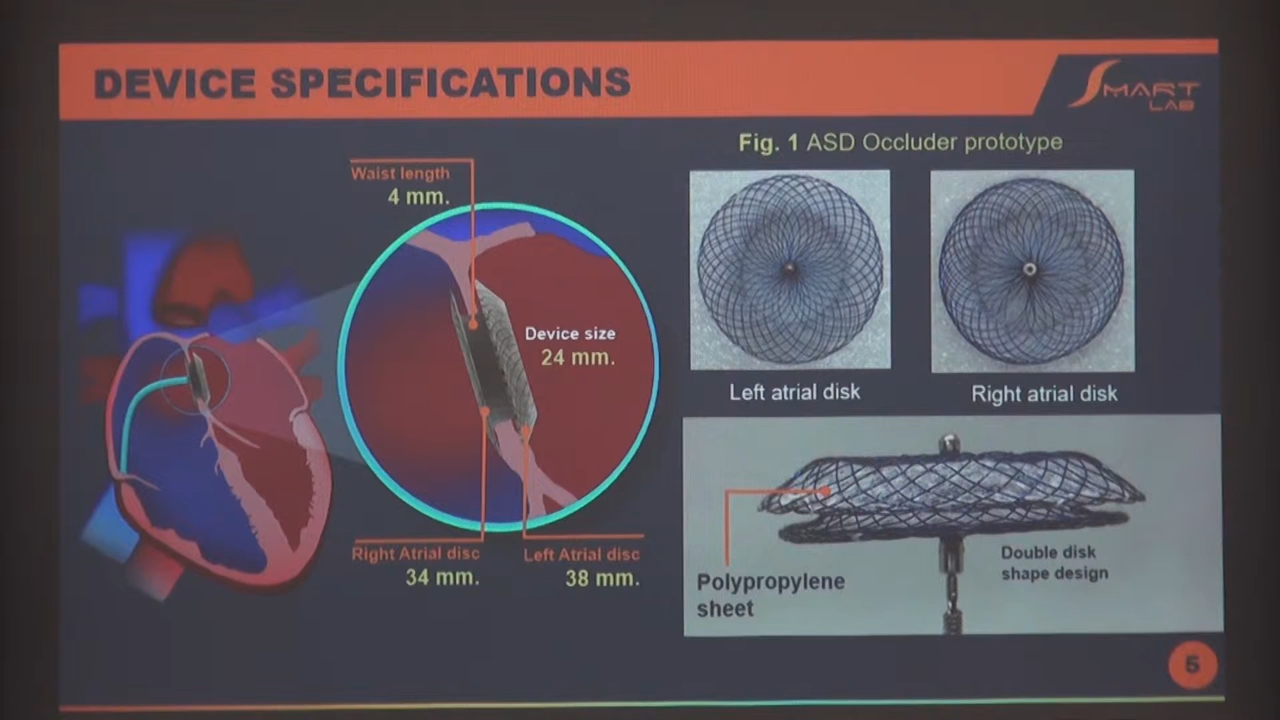 DEVICE SPECIFICATIONS
SMART
LAB
Waist length
4 mm.
Device size
24 mm.
Right Atrial disc
34 mm.
Left Atrial disc
38 mm.
Fig. 1 ASD Occluder prototype
Left atrial disk
Right atrial disk
Polypropylene
sheet
Double disk
shape design
5